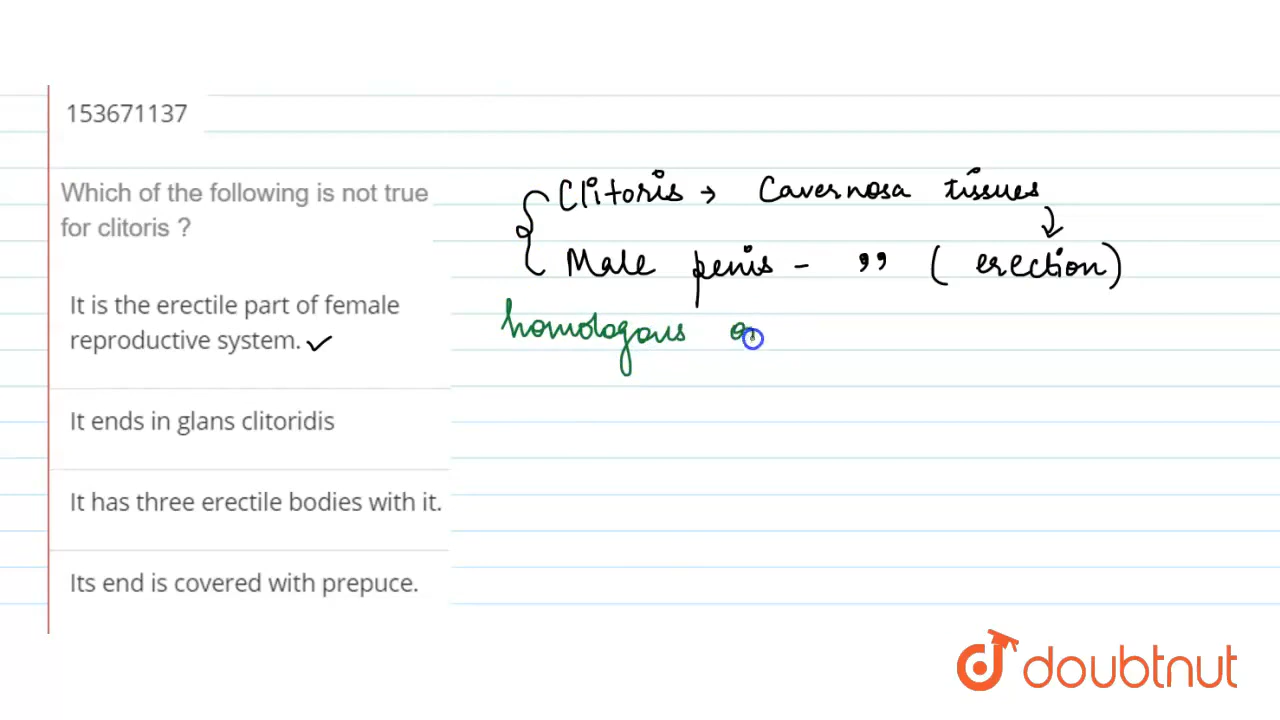 153671137
Which of the following is not true
for clitoris ?
It is the erectile part of female
reproductive system. ✓
It ends in glans clitoridis
It has three erectile bodies with it.
Its end is covered with prepuce.
Clitoris → Cavernosa tissues
Male penis - ,, ( erection)
homologous
doubtnut